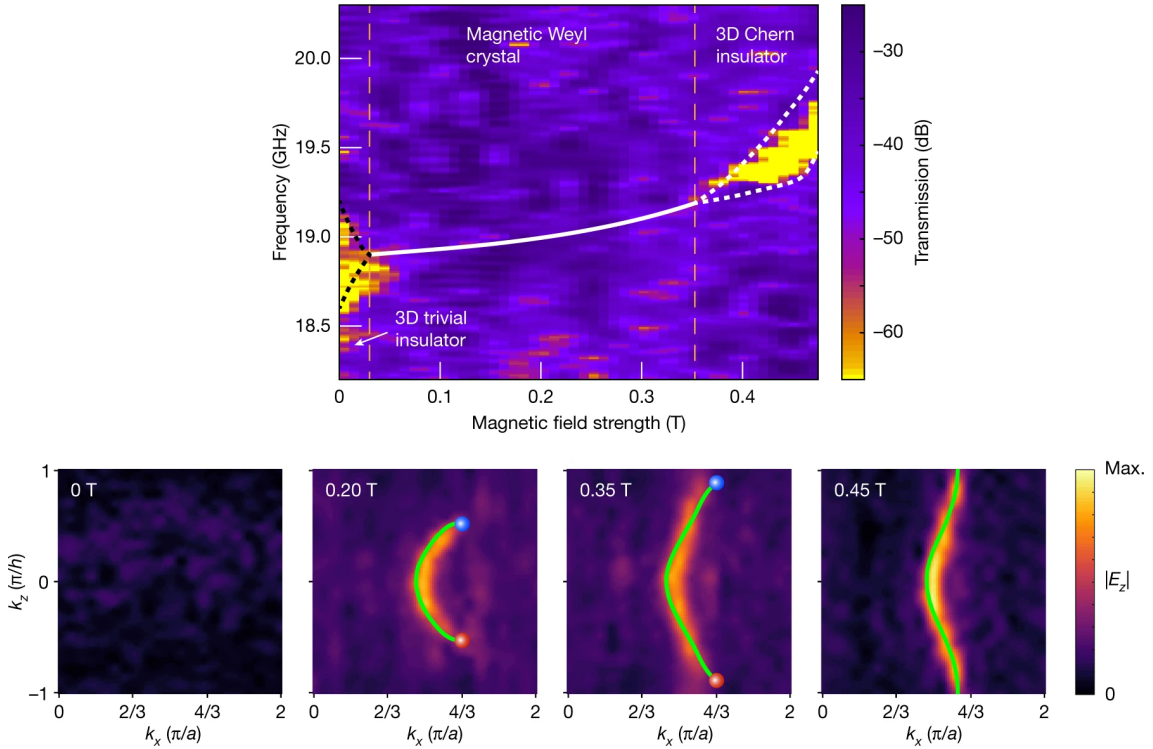 Magnetic Weyl
crystal
3D Chern
insulator
3D trivial
insulator
20.0
19.5
19.0
18.5
Frequency (GHz)
0
0.1
0.2
0.3
0.4
Magnetic field strength (T)
−30
−40
−50
−60
Transmission (dB)
0 T
0.20 T
0.35 T
0.45 T
1
0
−1
k_z (π/h)
0 2/3 4/3 2
k_x (π/a)
0 2/3 4/3 2
k_x (π/a)
0 2/3 4/3 2
k_x (π/a)
0 2/3 4/3 2
k_x (π/a)
Max.
|E_z|
0